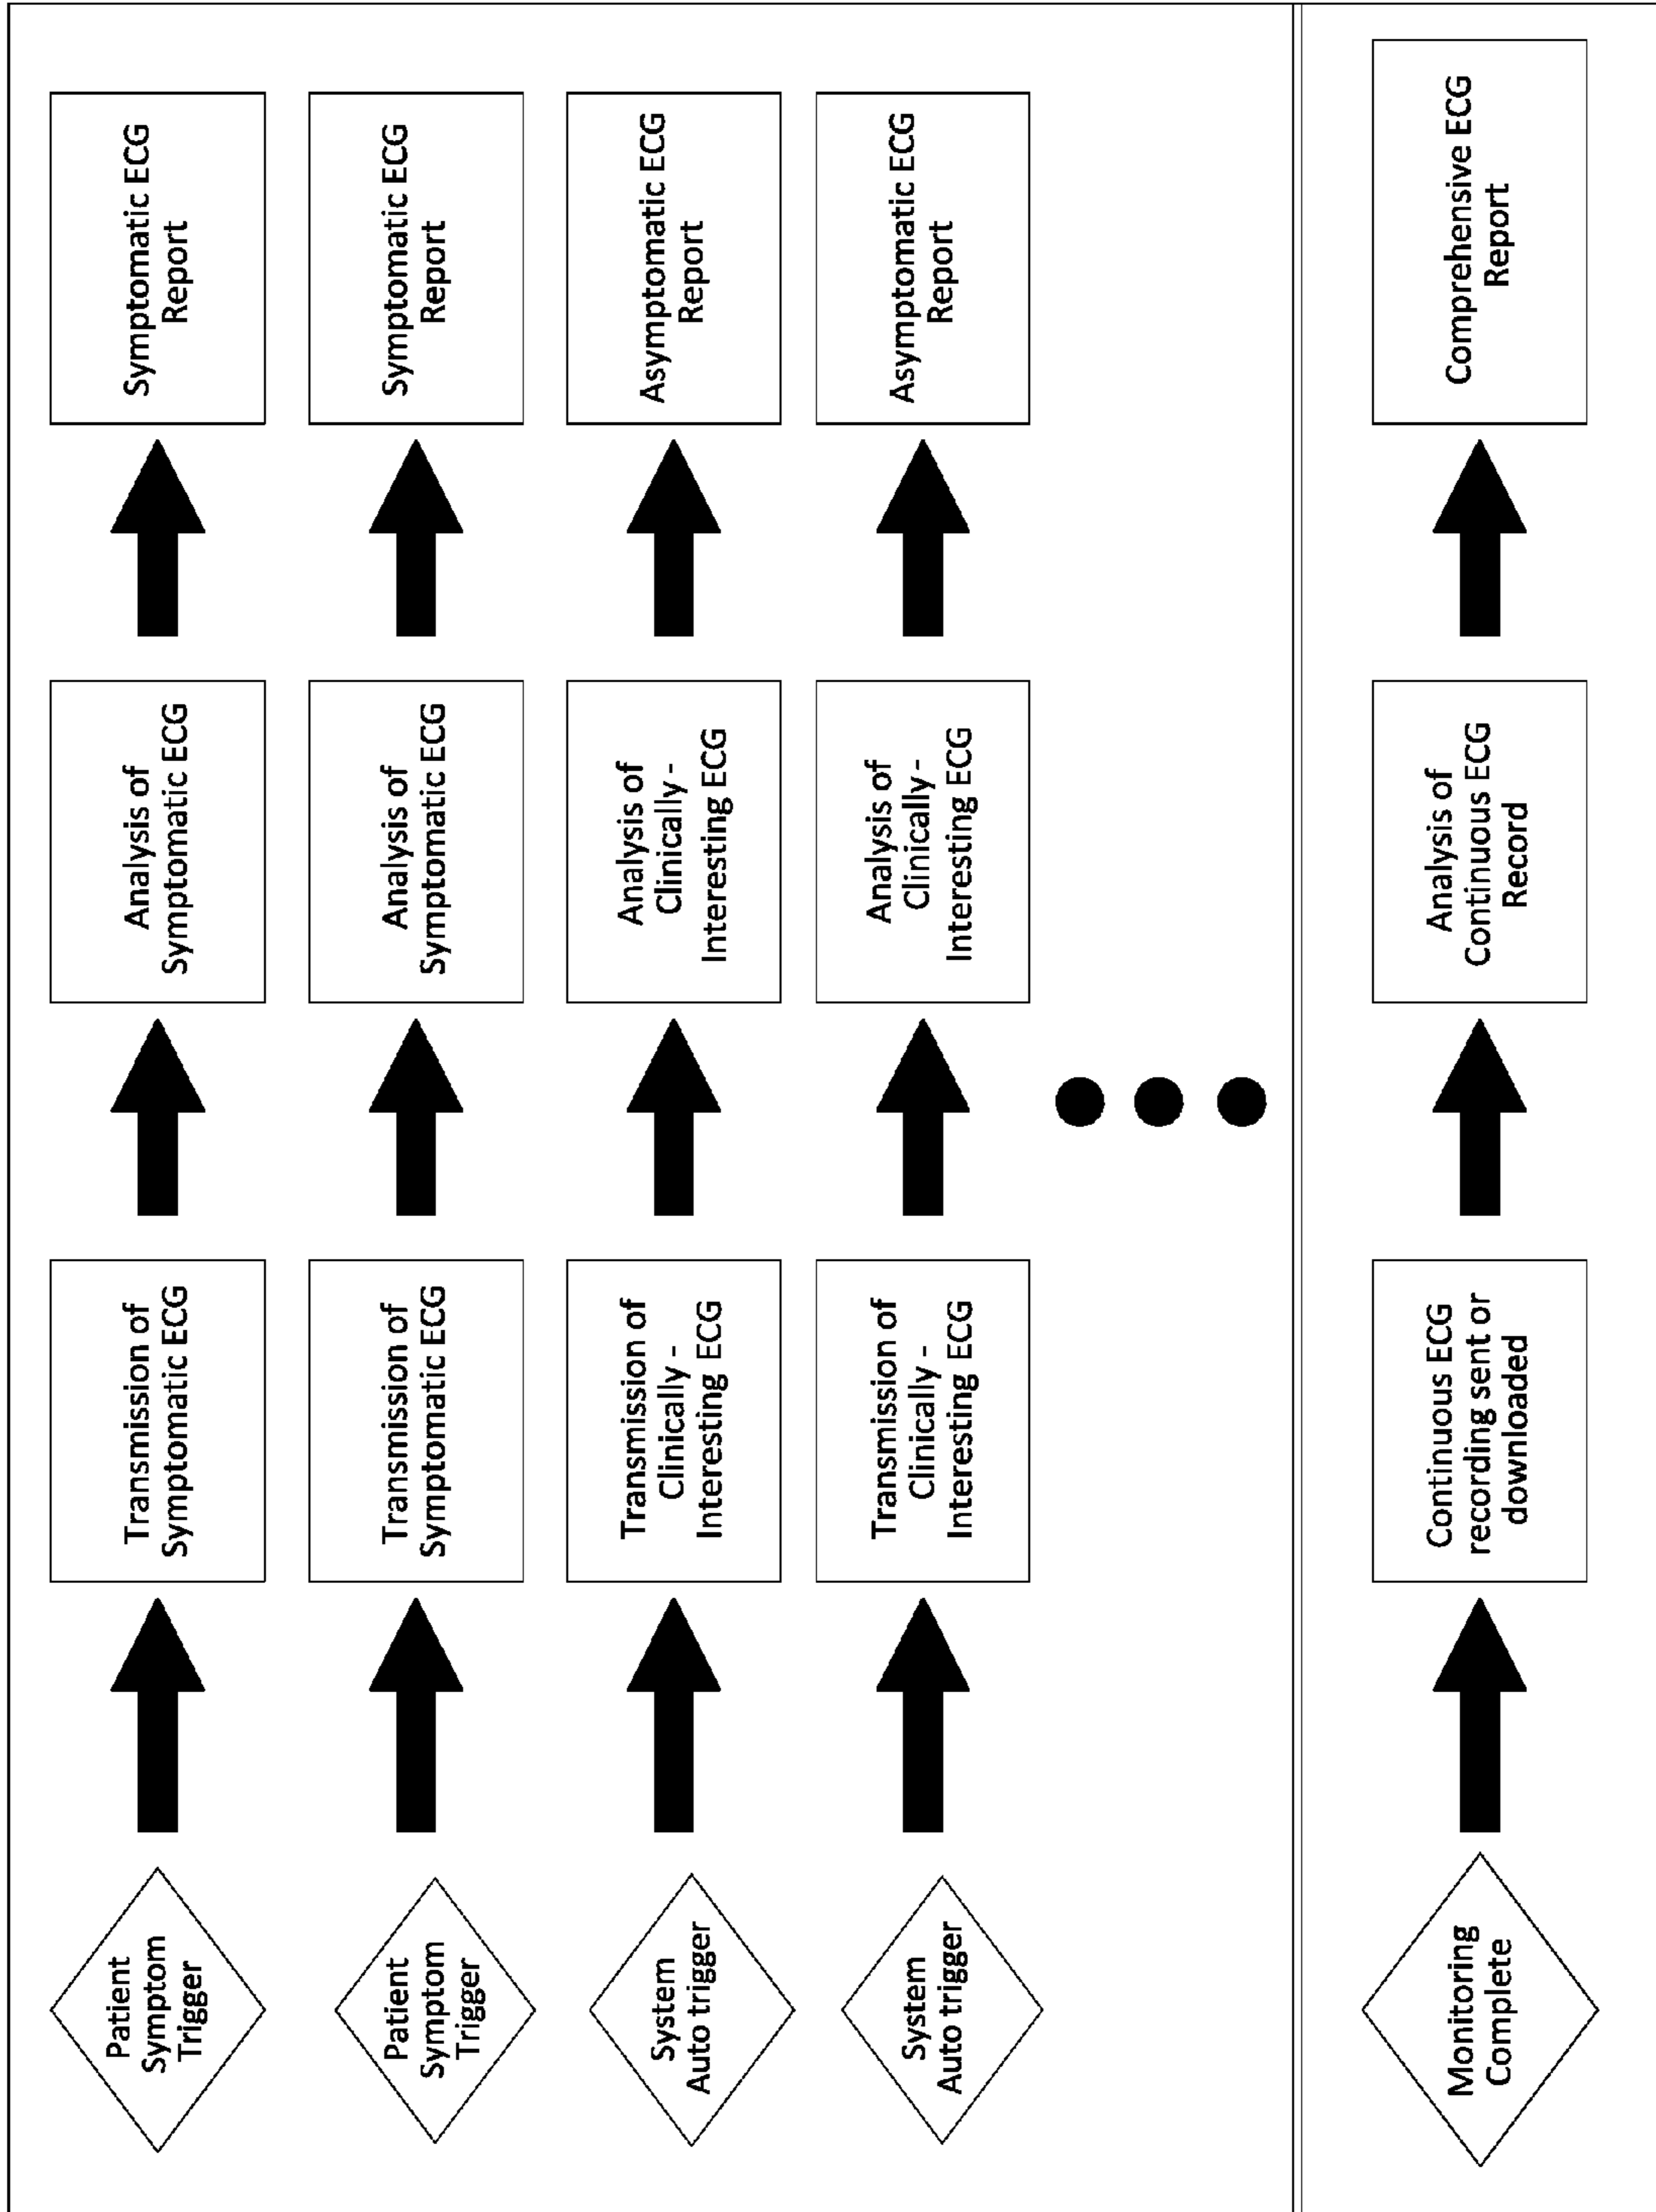 Patient
Symptom
Trigger
Transmission of
Symptomatic ECG
Analysis of
Symptomatic ECG
Symptomatic ECG
Report
Patient
Symptom
Trigger
Transmission of
Symptomatic ECG
Analysis of
Symptomatic ECG
Symptomatic ECG
Report
System
Auto trigger
Transmission of
Clinically -
Interesting ECG
Analysis of
Clinically -
Interesting ECG
Asymptomatic ECG
Report
System
Auto trigger
Transmission of
Clinically -
Interesting ECG
Analysis of
Clinically -
Interesting ECG
Asymptomatic ECG
Report
Monitoring
Complete
Continuous ECG
recording sent or
downloaded
Analysis of
Continuous ECG
Record
Comprehensive ECG
Report